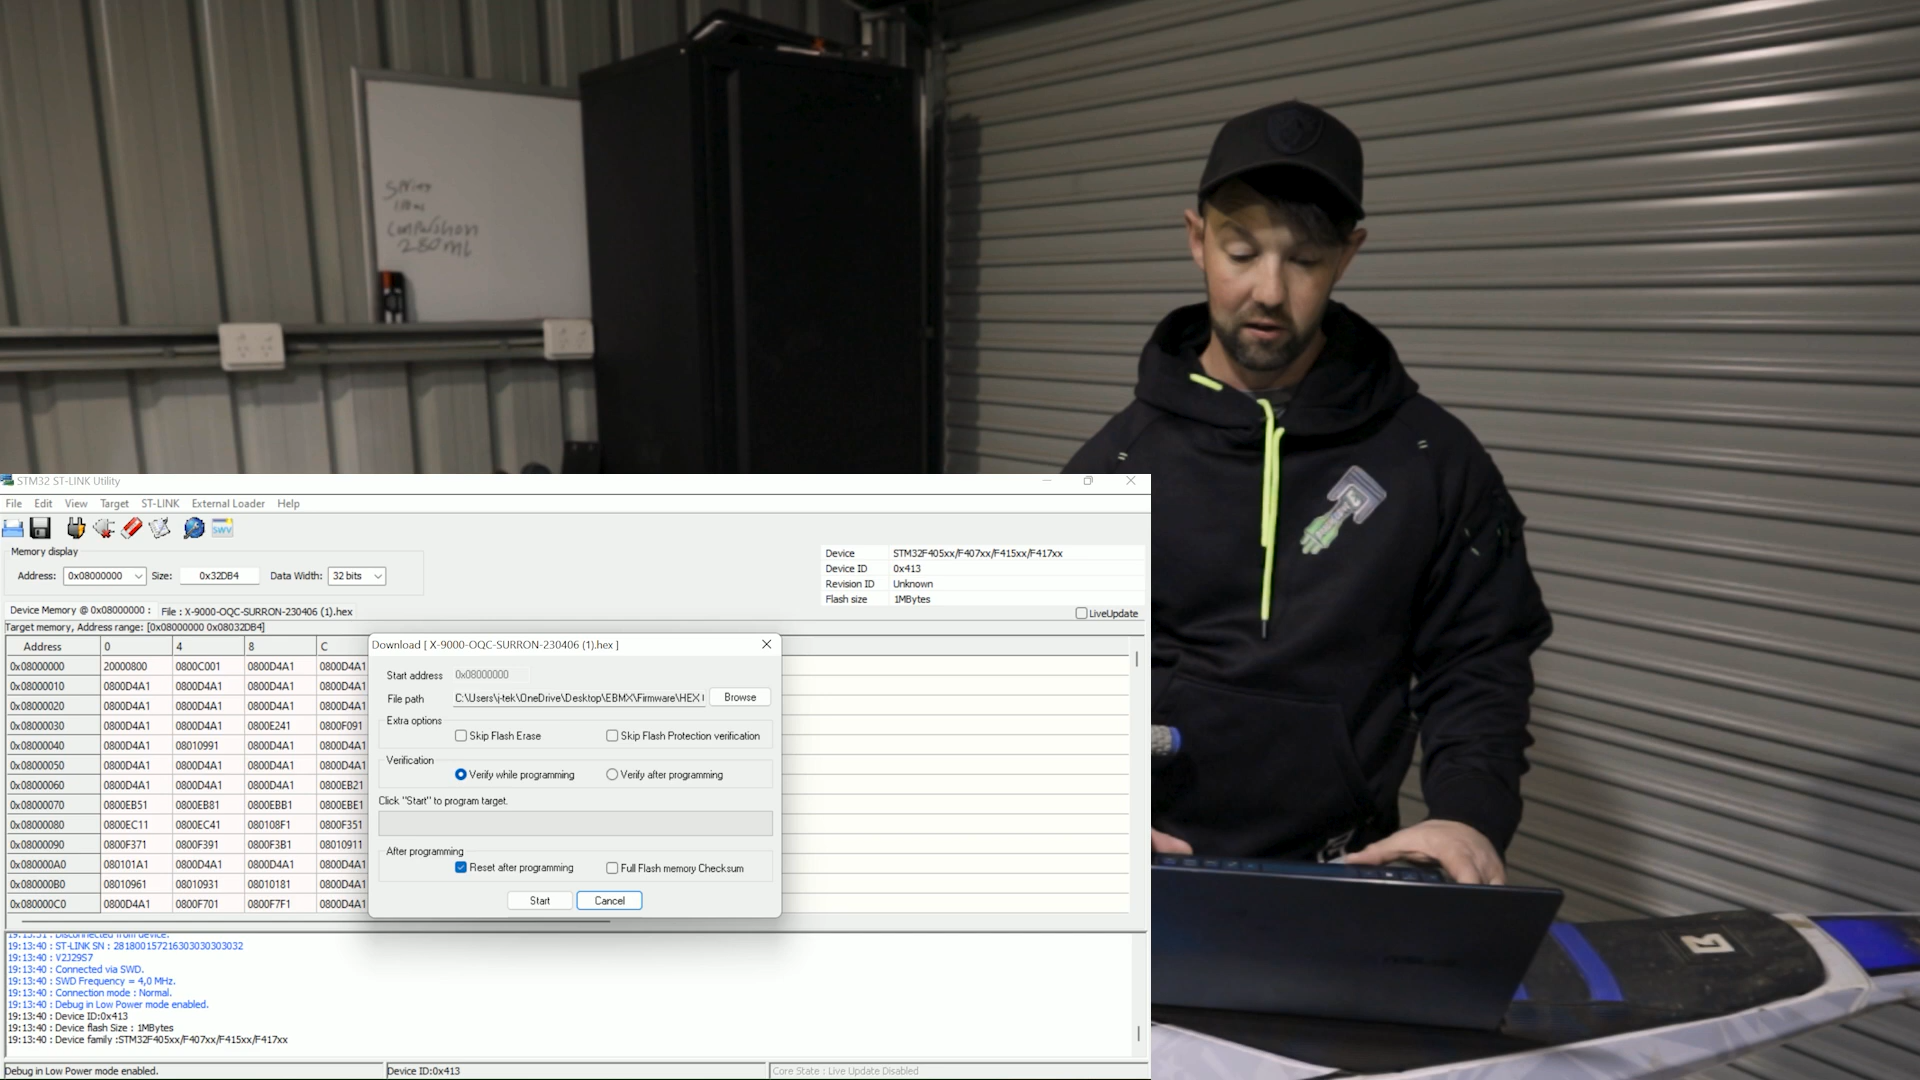 Comparison
280ml
STM32 ST-LINK Utility
File Edit View Target ST-LINK External Loader Help
SWV
Memory display
Address: 0x08000000 Size: 0x32DB4 Data Width: 32 bits
Device STM32F405xx/F407xx/F415xx/F417xx
Device ID 0x413
Revision ID Unknown
Flash size 1MBytes
Device Memory @ 0x08000000 : File : X-9000-OQC-SURRON-230406 (1).hex
LiveUpdate
Target memory, Address range: [0x08000000 0x08032DB4]
Address 0 4 8 C
0x08000000 20000800 0800C001 0800D4A1 0800D4A1
0x08000010 0800D4A1 0800D4A1 0800D4A1 0800D4A1
0x08000020 0800D4A1 0800D4A1 0800D4A1 0800D4A1
0x08000030 0800D4A1 0800D4A1 0800E241 0800F091
0x08000040 0800D4A1 08010991 0800D4A1 0800D4A1
0x08000050 0800D4A1 0800D4A1 0800D4A1 0800D4A1
0x08000060 0800D4A1 0800D4A1 0800D4A1 0800EB21
0x08000070 0800EB51 0800EB81 0800EBB1 0800EBE1
0x08000080 0800EC11 0800EC41 080108F1 0800F351
0x08000090 0800F371 0800F391 0800F3B1 08010911
0x080000A0 080101A1 0800D4A1 0800D4A1 0800D4A1
0x080000B0 08010961 08010931 08010181 0800D4A1
0x080000C0 0800D4A1 0800F701 0800F7F1 0800D4A1
Download [ X-9000-OQC-SURRON-230406 (1).hex ]
Start address 0x08000000
File path C:\Users\j-tek\OneDrive\Desktop\EBMX\Firmware\HEX Browse
Extra options
Skip Flash Erase Skip Flash Protection verification
Verification
Verify while programming Verify after programming
Click "Start" to program target.
After programming
Reset after programming Full Flash memory Checksum
Start Cancel
19:13:31 : Disconnected from device.
19:13:40 : ST-LINK SN : 281800157216303030303032
19:13:40 : V2J29S7
19:13:40 : Connected via SWD.
19:13:40 : SWD Frequency = 4,0 MHz.
19:13:40 : Connection mode : Normal.
19:13:40 : Debug in Low Power mode enabled.
19:13:40 : Device ID:0x413
19:13:40 : Device flash Size : 1MBytes
19:13:40 : Device family :STM32F405xx/F407xx/F415xx/F417xx
Debug in Low Power mode enabled. Device ID:0x413 Core State : Live Update Disabled